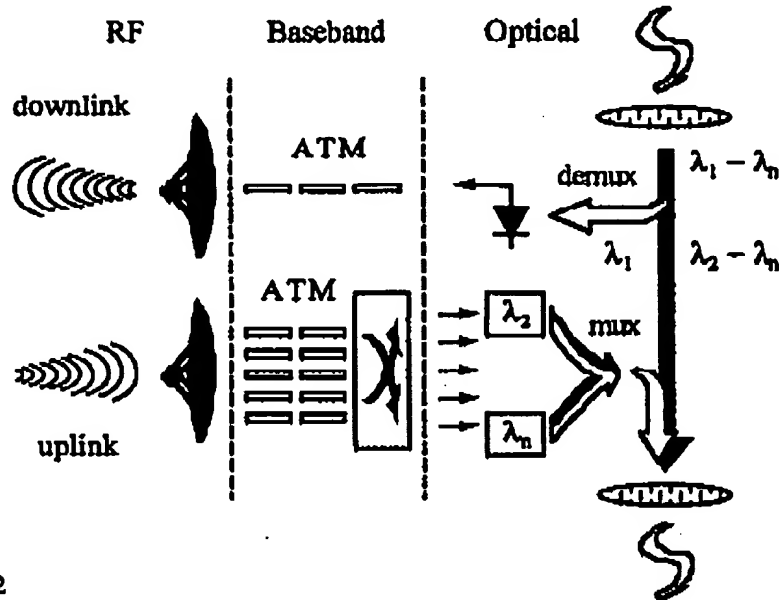 RF Baseband Optical
downlink
ATM
demux
λ₁ – λₙ
λ₁
λ₂ – λₙ
ATM
λ₂
mux
λₙ
uplink
2